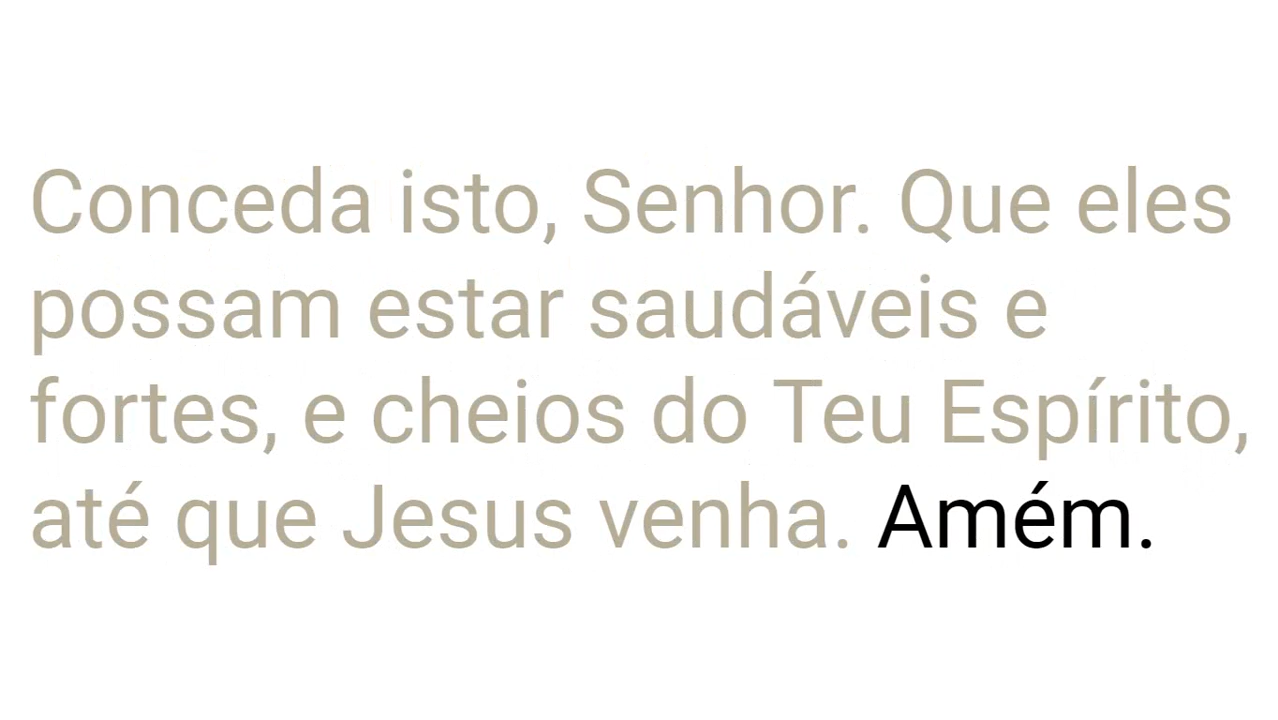 Conceda isto, Senhor. Que eles
possam estar saudáveis e
fortes, e cheios do Teu Espírito,
até que Jesus venha. Amém.